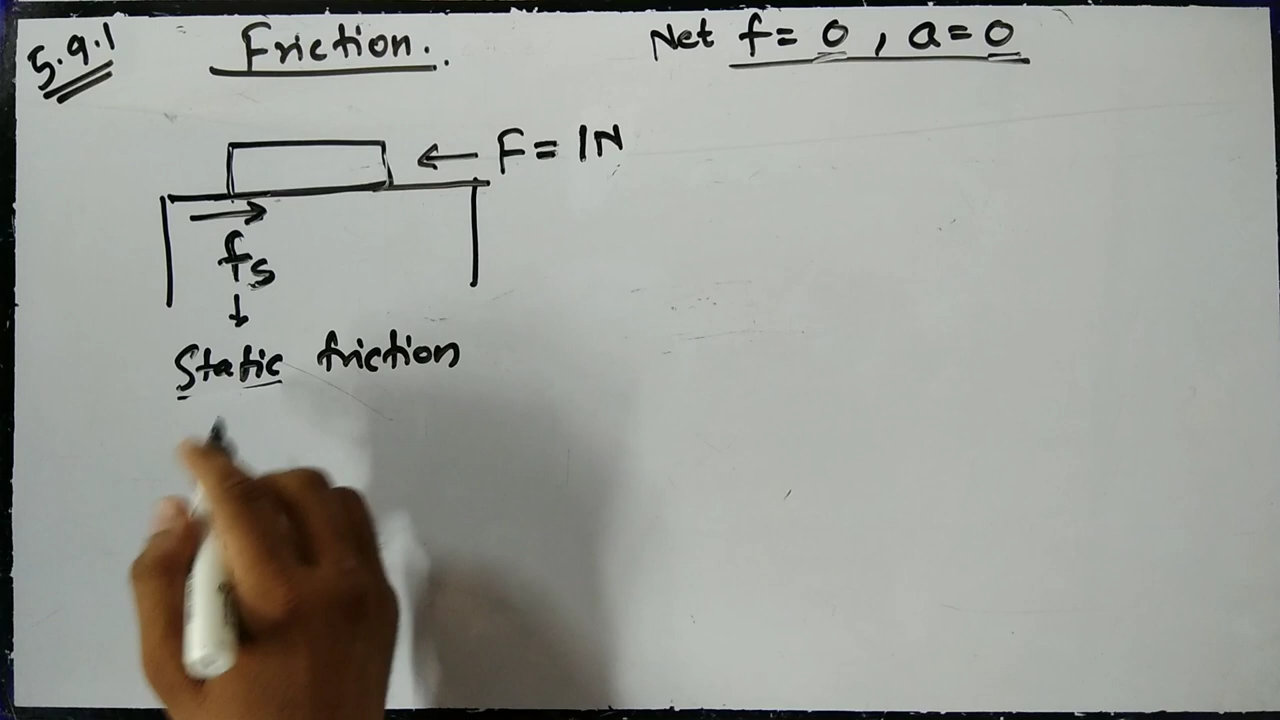 5.9.1
Friction.
Net f = 0 , a = 0
F = 1N
fs
Static friction